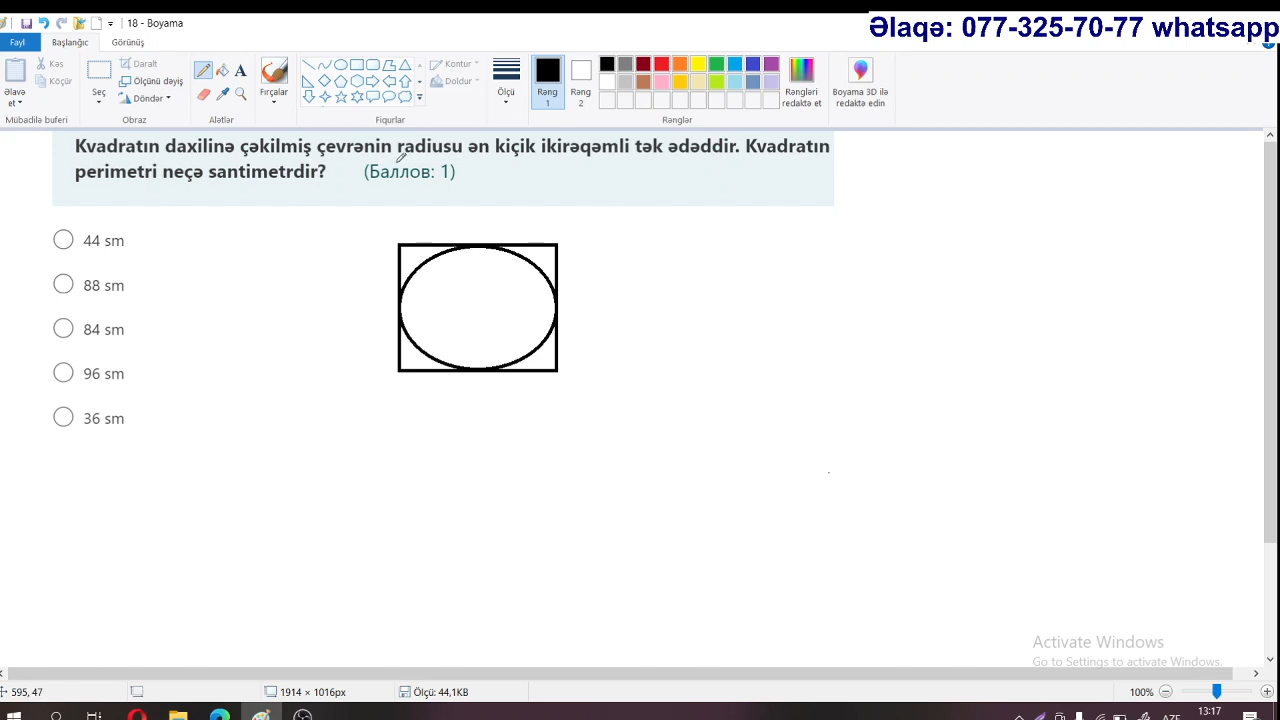 18 - Boyama
Əlaqə: 077-325-70-77 whatsapp
Fayl Başlanğıc Görünüş
Əlavə et
Kəs
Köçür
Mübadilə buferi
Seç
Daralt
Ölçünü dəyiş
Döndər
Obraz
A
Alətlər
Fırçalar
Kontur
Doldur
Fiqurlar
Ölçü
Rəng 1
Rəng 2
Rəngləri redaktə et
Boyama 3D ilə redaktə edin
Rənglər
Kvadratın daxilinə çəkilmiş çevrənin radiusu ən kiçik ikirəqəmli tək ədəddir. Kvadratın
perimetri neçə santimetrdir? (Баллов: 1)
44 sm
88 sm
84 sm
96 sm
36 sm
Activate Windows
Go to Settings to activate Windows.
595, 47 1914 × 1016px Ölçü: 44,1KB 100%
AZE 13:17